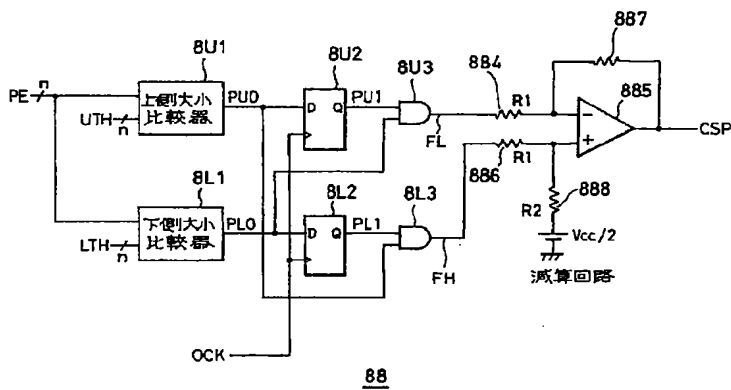 8U1
8U2
8U3
884
887
885
PE
n
上側大小
比較器
PU0
D
Q
PU1
UTH
n
FL
R1
−
+
CSP
8L1
8L2
8L3
886
R1
888
下側大小
比較器
PL0
D
Q
PL1
LTH
n
FH
R2
Vcc/2
減算回路
OCK
88